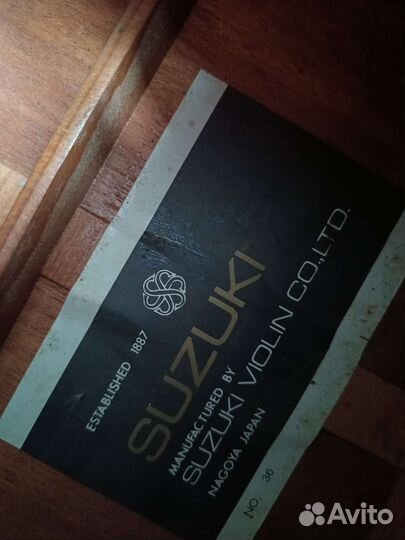 ESTABLISHED 1887
SUZUKI
MANUFACTURED BY
SUZUKI VIOLIN CO.,LTD.
NAGOYA JAPAN
NO. 36
Avito